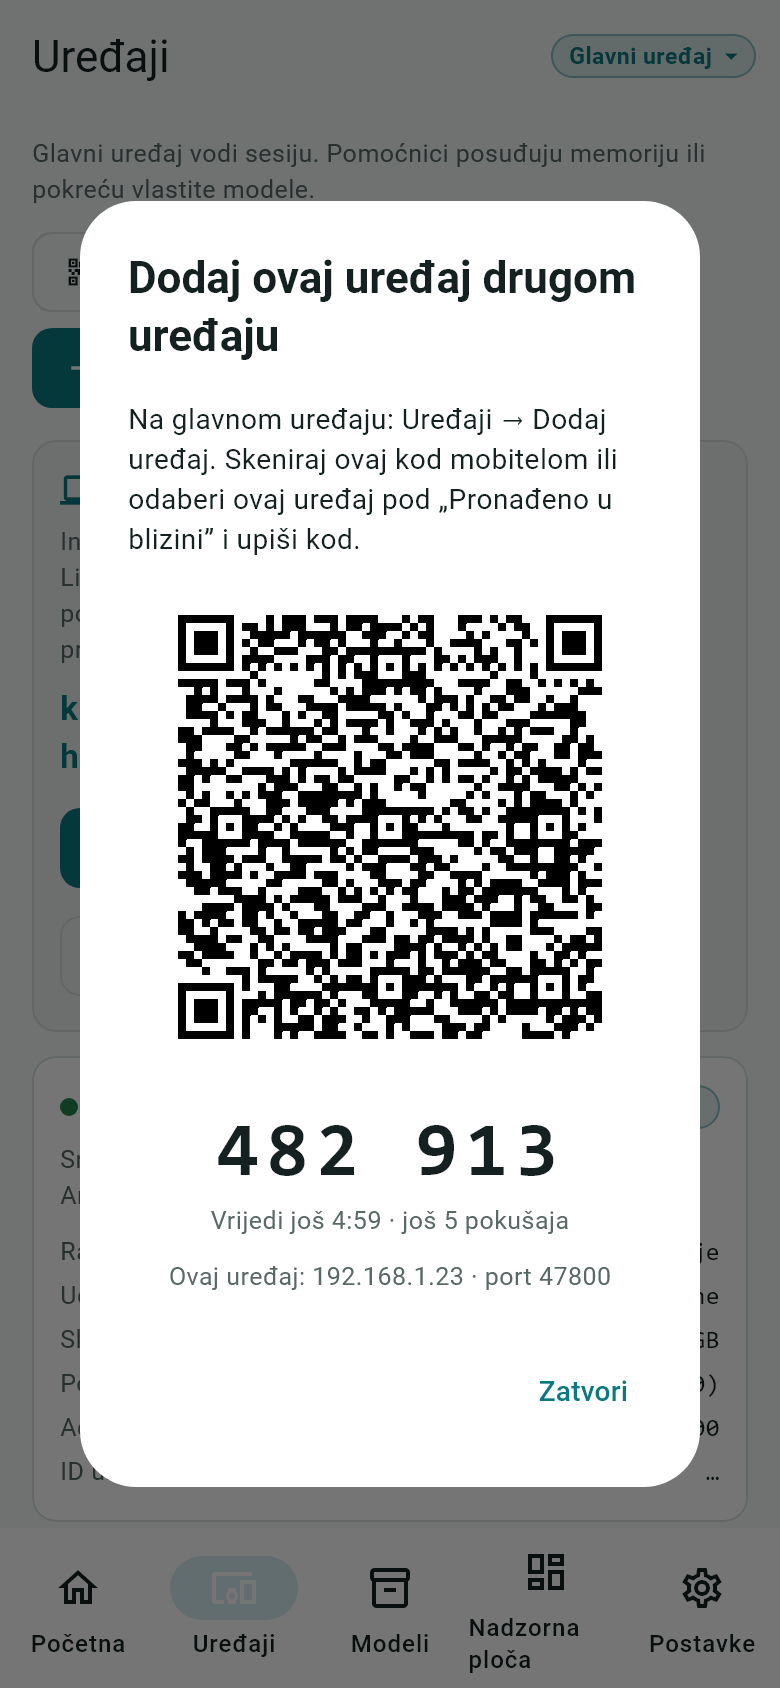 Uređaji
Glavni uređaj
Glavni uređaj vodi sesiju. Pomoćnici posuđuju memoriju ili
pokreću vlastite modele.
Dodaj ovaj uređaj drugom
uređaju
Na glavnom uređaju: Uređaji → Dodaj
uređaj. Skeniraj ovaj kod mobitelom ili
odaberi ovaj uređaj pod „Pronađeno u
blizini” i upiši kod.
482 913
Vrijedi još 4:59 · još 5 pokušaja
Ovaj uređaj: 192.168.1.23 · port 47800
Zatvori
ID
Početna
Uređaji
Modeli
Nadzorna
ploča
Postavke